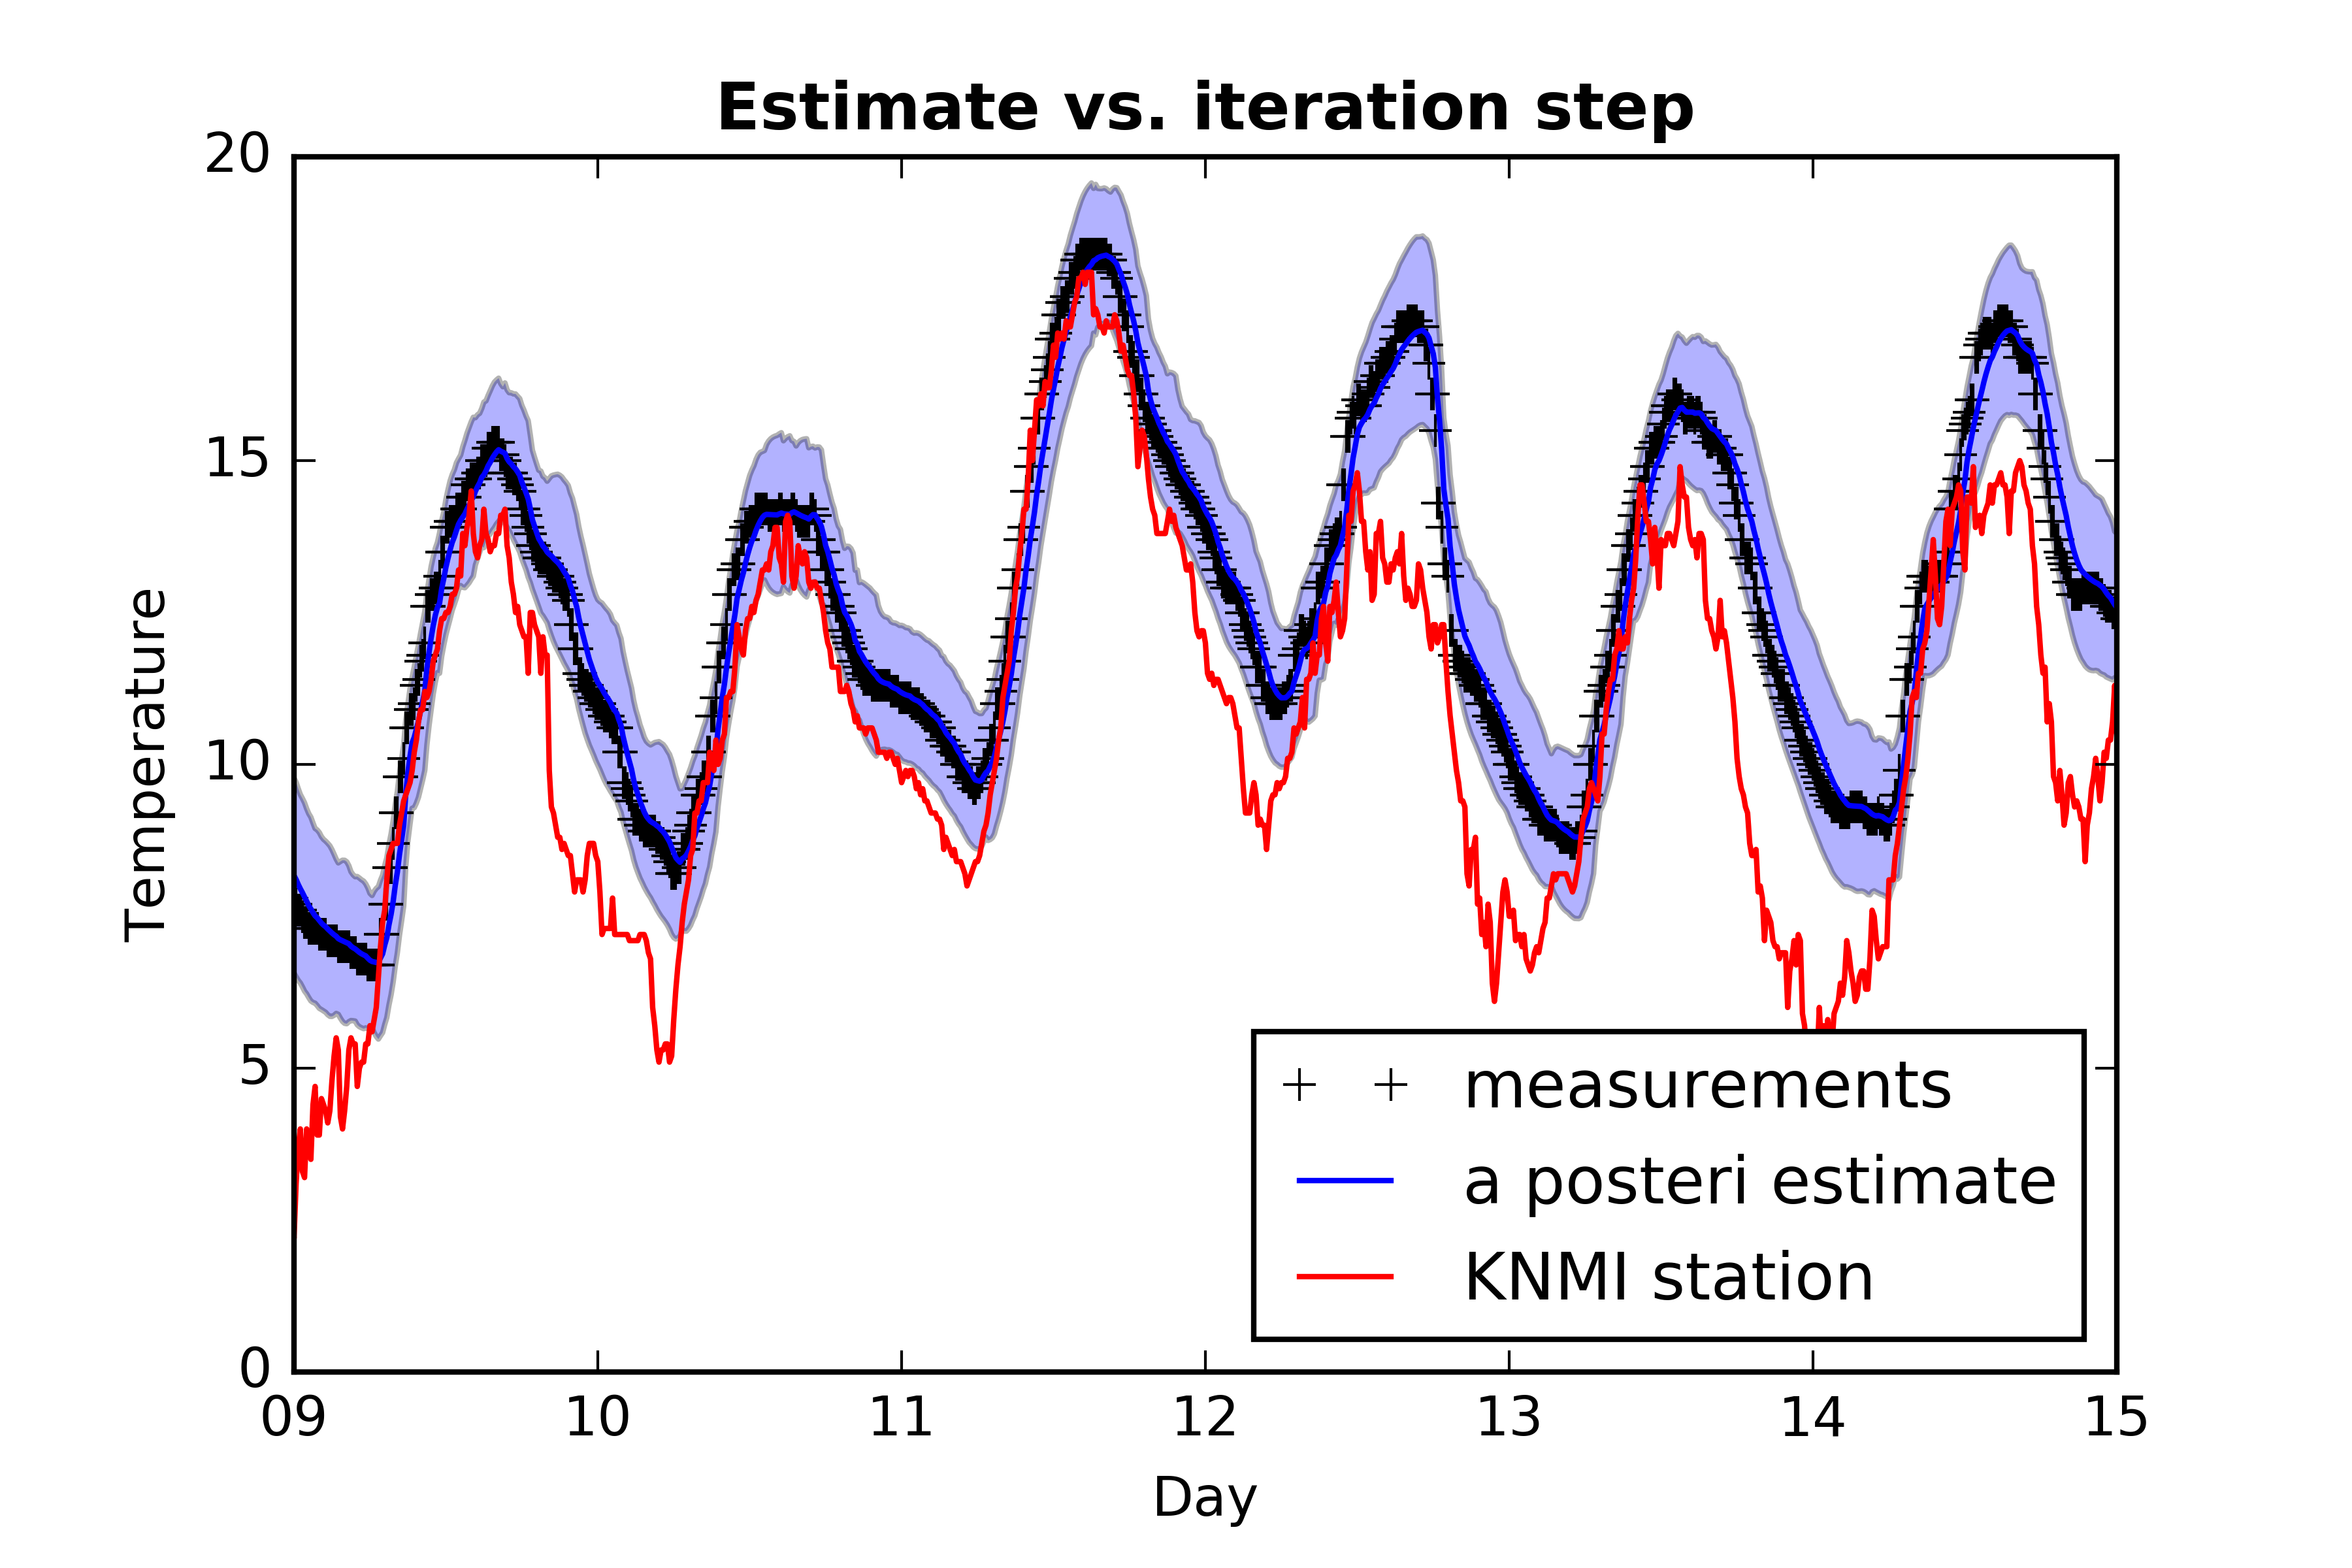 Estimate vs. iteration step
Temperature
20
15
10
5
0
09
10
11
12
13
14
15
Day
measurements
a posteri estimate
KNMI station